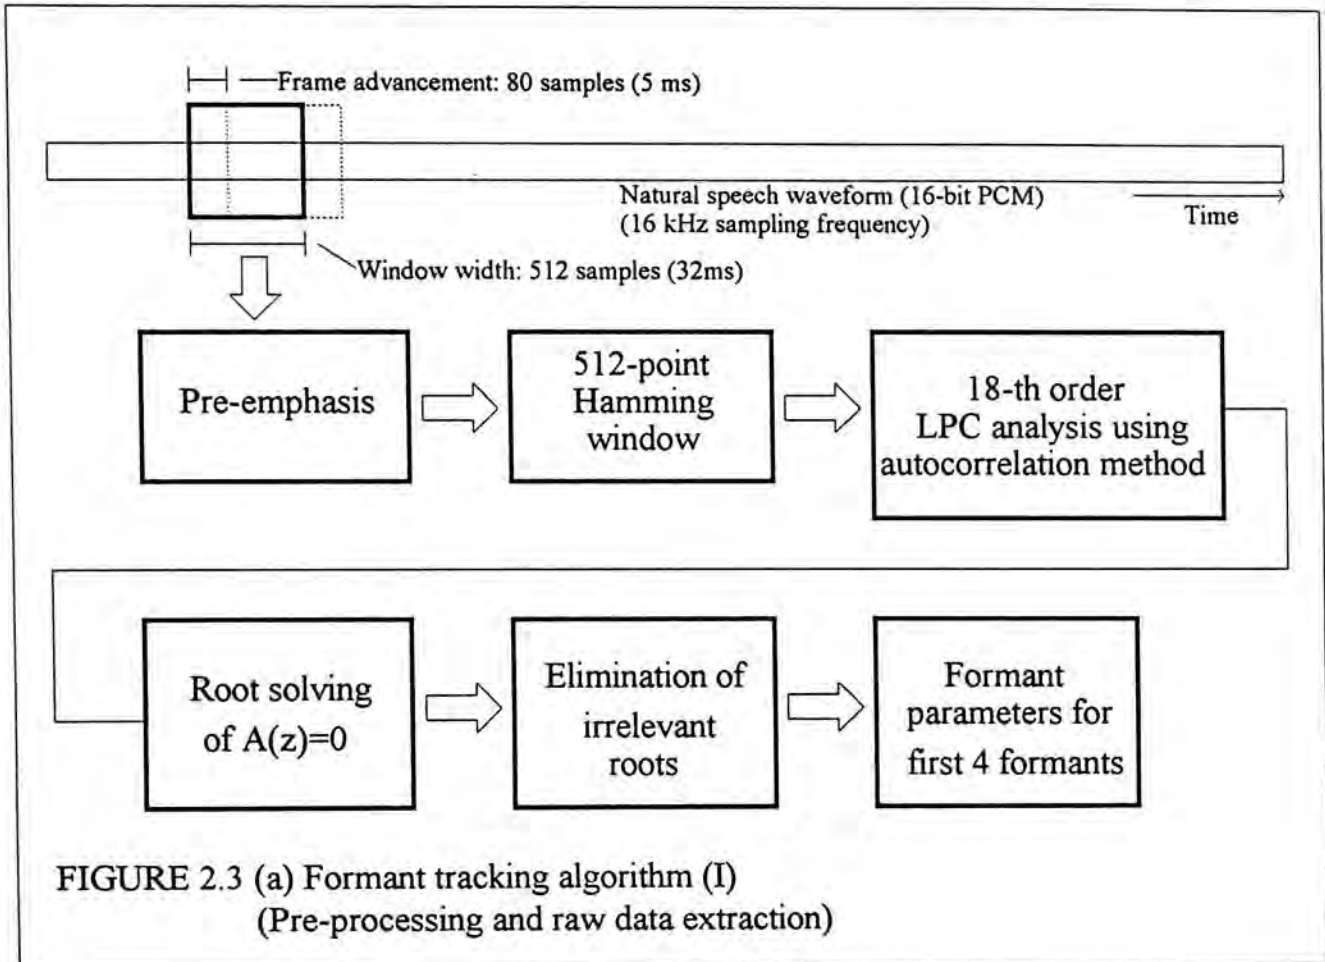 Frame advancement: 80 samples (5 ms)
Natural speech waveform (16-bit PCM)
(16 kHz sampling frequency)
Time
Window width: 512 samples (32ms)
Pre-emphasis
512-point
Hamming
window
18-th order
LPC analysis using
autocorrelation method
Root solving
of A(z)=0
Elimination of
irrelevant
roots
Formant
parameters for
first 4 formants
FIGURE 2.3 (a) Formant tracking algorithm (I)
(Pre-processing and raw data extraction)